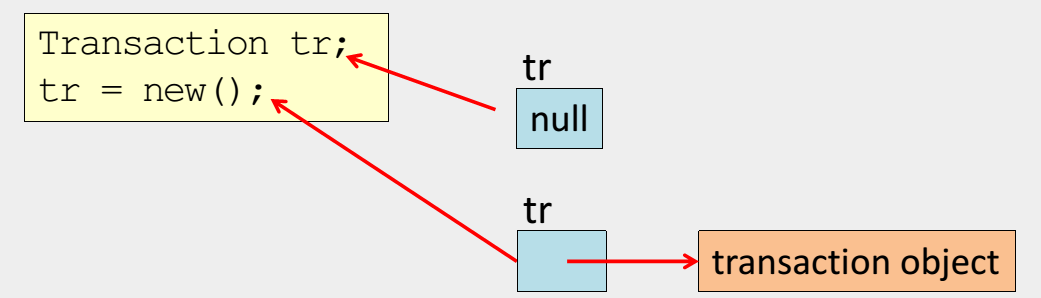 Transaction tr;
tr = new();
tr
null
tr
transaction object